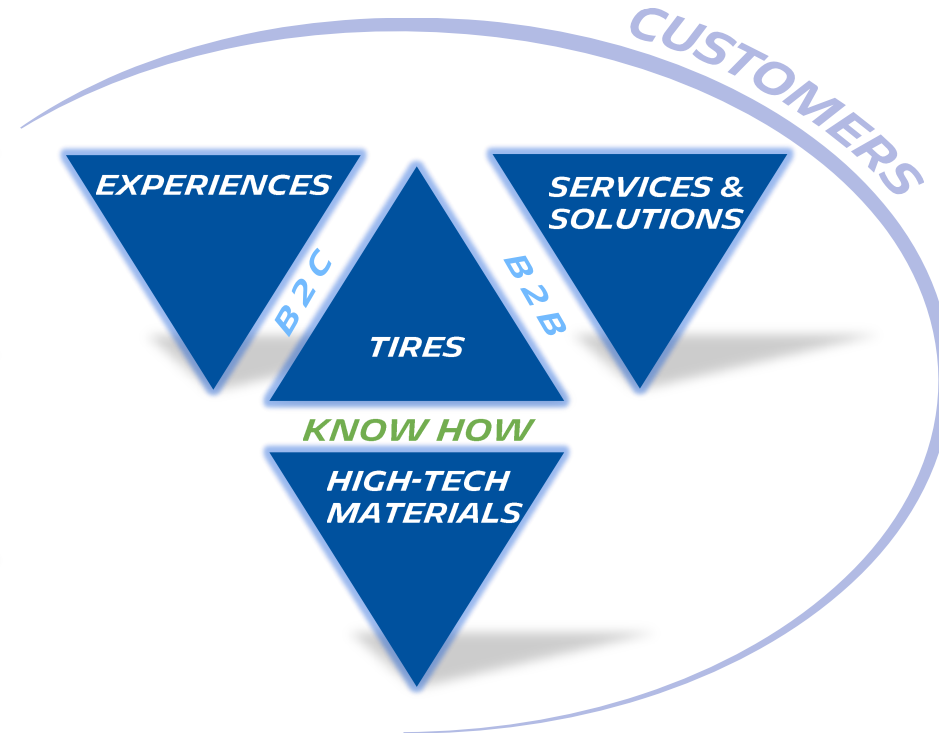 CUSTOMERS
EXPERIENCES
SERVICES &
SOLUTIONS
B2C
B2B
TIRES
KNOW HOW
HIGH-TECH
MATERIALS